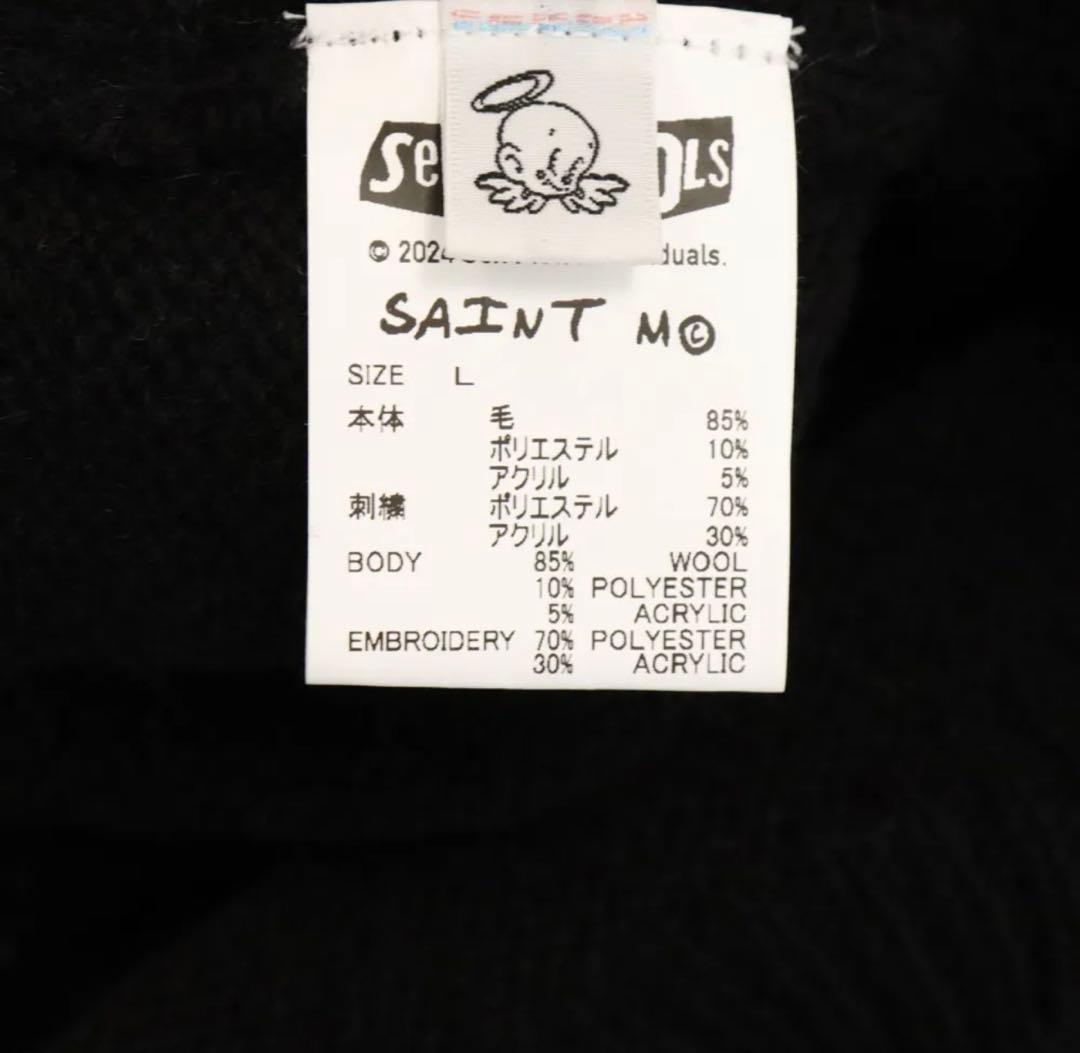 Se OLS
© 2024 duals.
SAINT M©
SIZE L
本体 毛 85%
ポリエステル 10%
アクリル 5%
刺繍 ポリエステル 70%
アクリル 30%
BODY 85% WOOL
10% POLYESTER
5% ACRYLIC
EMBROIDERY 70% POLYESTER
30% ACRYLIC